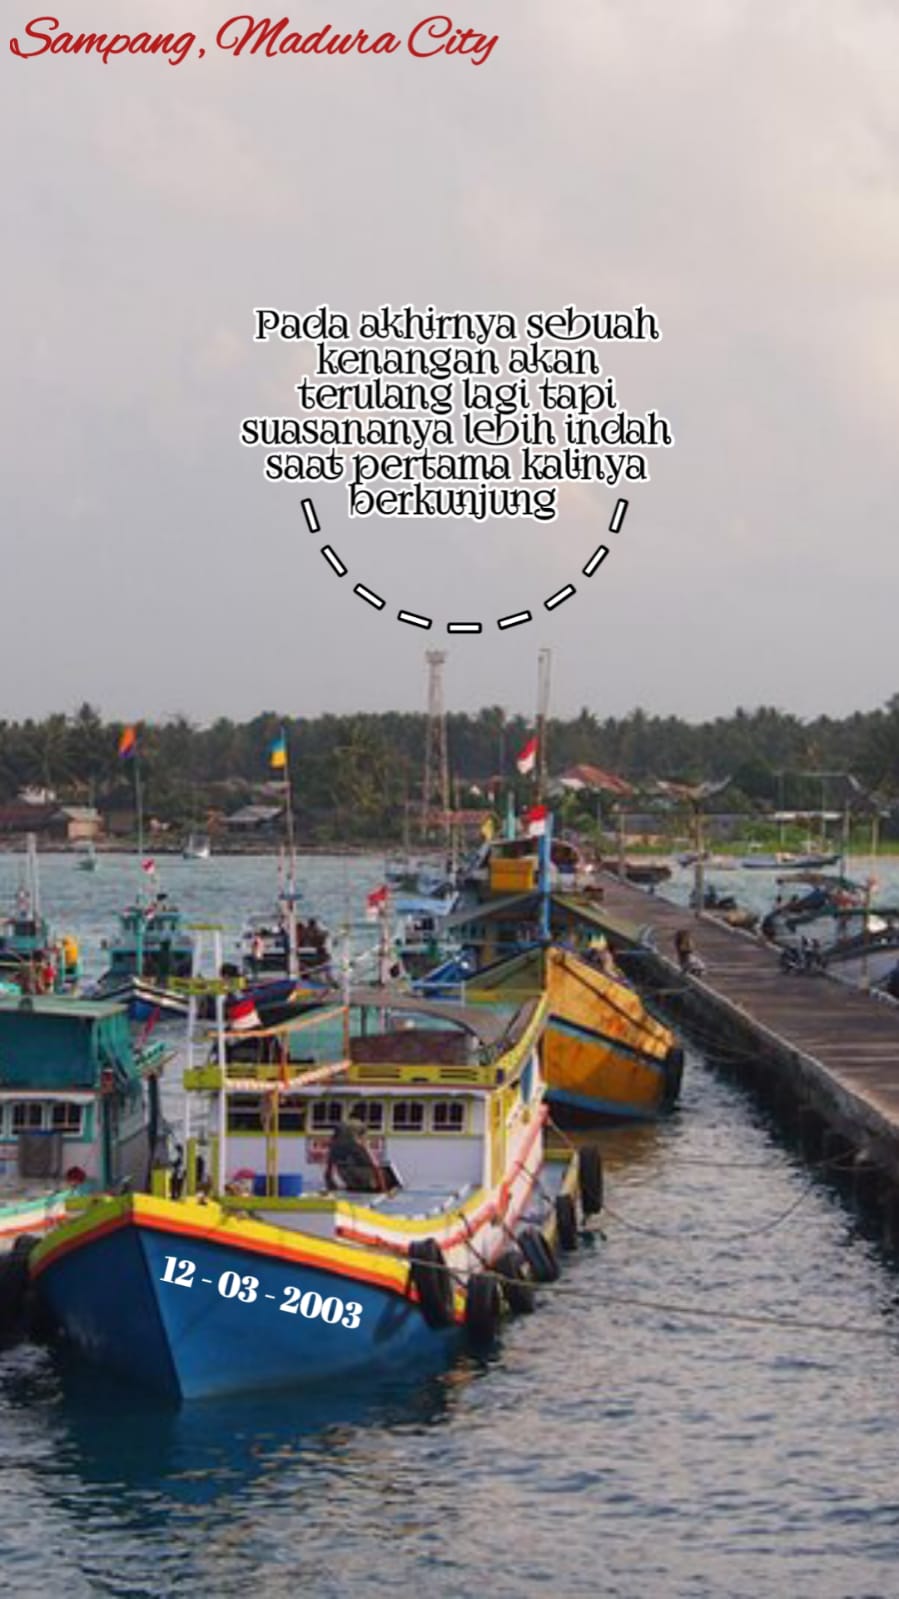 Sampang, Madura City
Pada akhirnya sebuah
kenangan akan
terulang lagi tapi
suasananya lebih indah
saat pertama kalinya
berkunjung
12 - 03 - 2003